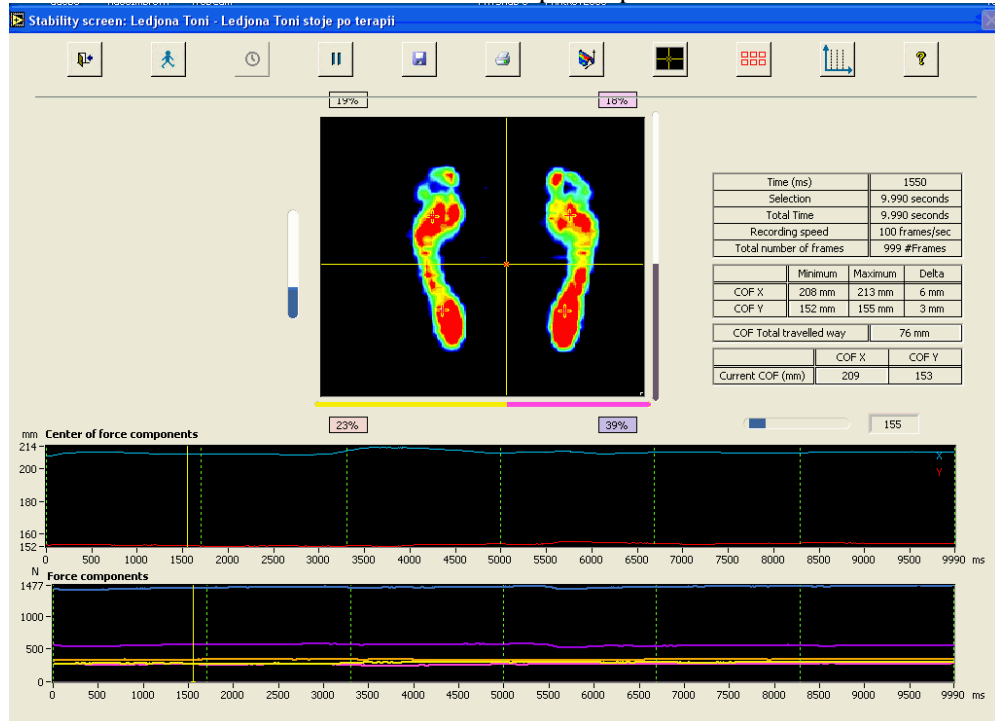 Stability screen: Ledjona Toni - Ledjona Toni stoje po terapii
?
19% 18%
Time (ms) 1550
Selection 9.990 seconds
Total Time 9.990 seconds
Recording speed 100 frames/sec
Total number of frames 999 #Frames
Minimum Maximum Delta
COF X 208 mm 213 mm 6 mm
COF Y 152 mm 155 mm 3 mm
COF Total travelled way 76 mm
COF X COF Y
Current COF (mm) 209 153
23% 39%
155
mm Center of force components
214
200
180
160
152
X
Y
0 500 1000 1500 2000 2500 3000 3500 4000 4500 5000 5500 6000 6500 7000 7500 8000 8500 9000 9990 ms
N Force components
1477
1000
500
0
0 500 1000 1500 2000 2500 3000 3500 4000 4500 5000 5500 6000 6500 7000 7500 8000 8500 9000 9500 9990 ms